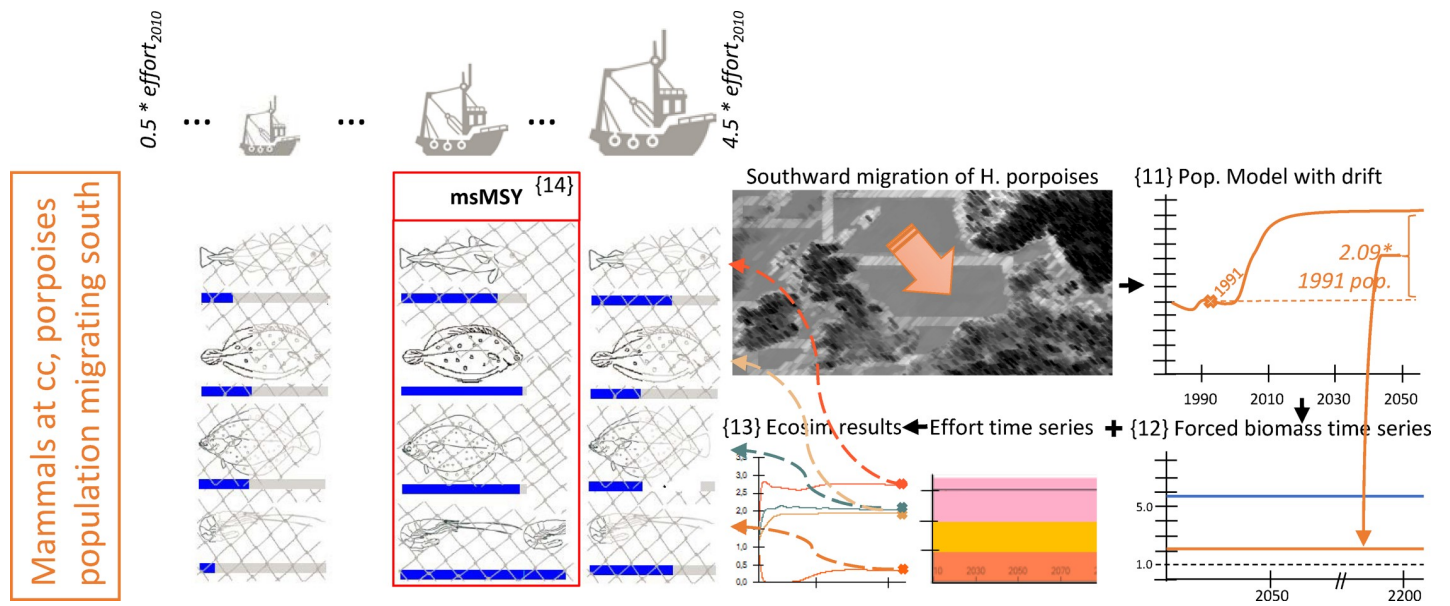 0.5 * effort2010
...
...
...
4.5 * effort2010
Mammals at cc, porpoises
population migrating south
msMSY
{14}
Southward migration of H. porpoises
{11} Pop. Model with drift
1991
2.09*
1991 pop.
1990 2010 2030 2050
{13} Ecosim results
Effort time series
+
{12} Forced biomass time series
3,5
3,0
2,5
2,0
1,5
1,0
0,5
0,0
10 2030 2050 2070
5.0
1.0
2050 // 2200